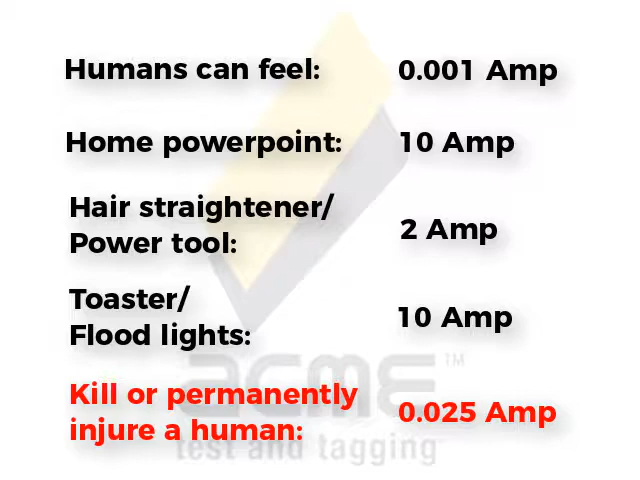 Humans can feel: 0.001 Amp
Home powerpoint: 10 Amp
Hair straightener/
Power tool: 2 Amp
Toaster/
Flood lights: 10 Amp
Kill or permanently
injure a human: 0.025 Amp
acme TM
test and tagging